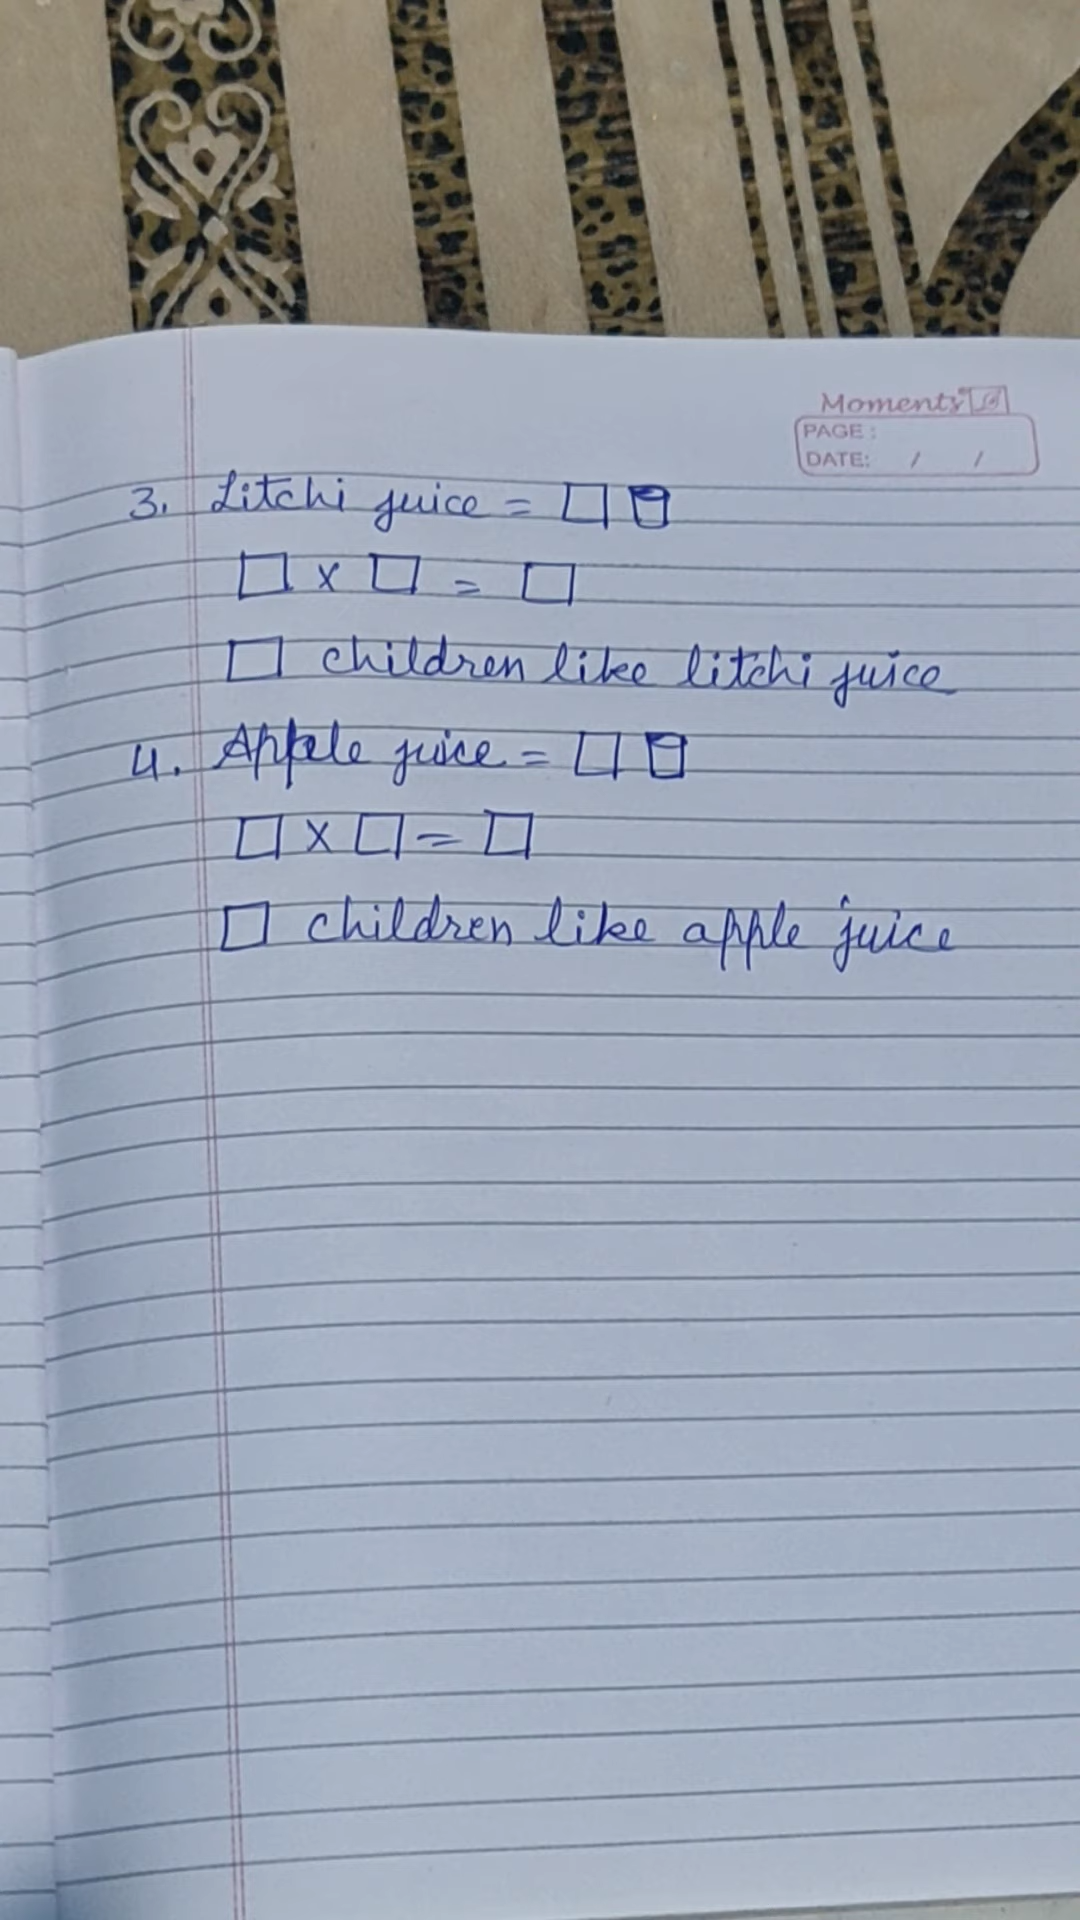 Moments
PAGE:
DATE: / /
3. Litchi juice = □
□ x □ = □
□ children like litchi juice
4. Apple juice = □
□ x □ = □
□ children like apple juice